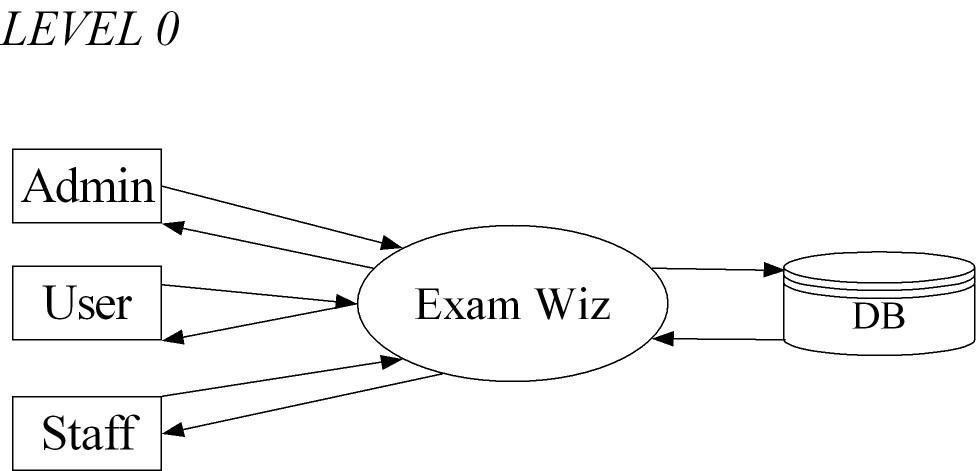 LEVEL 0
Admin
User
Exam Wiz
DB
Staff